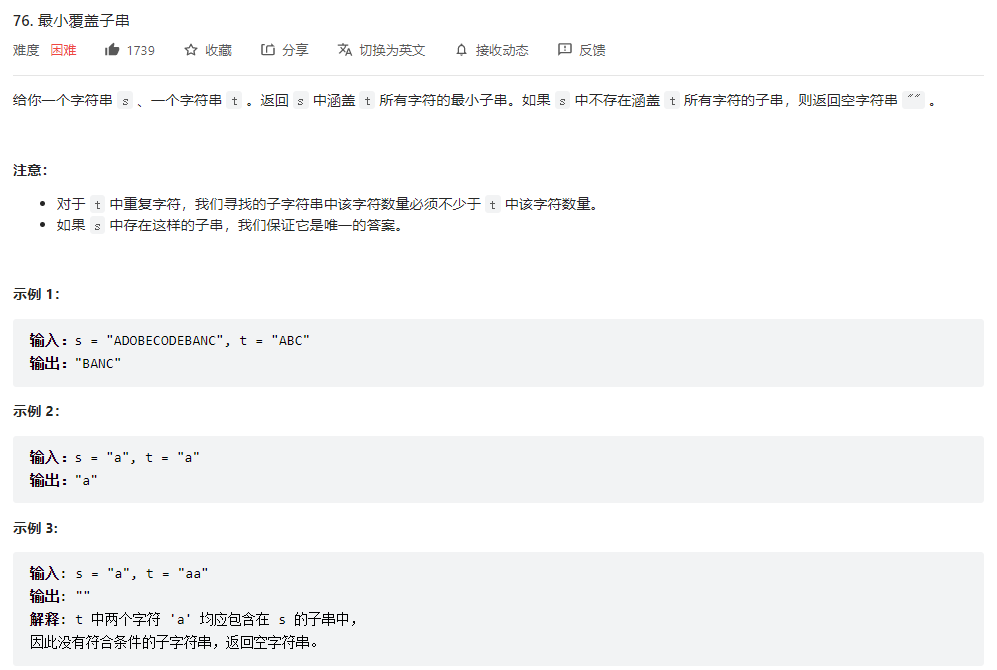 76. 最小覆盖子串
难度 困难 1739 收藏 分享 切换为英文 接收动态 反馈
给你一个字符串 s 、一个字符串 t 。返回 s 中涵盖 t 所有字符的最小子串。如果 s 中不存在涵盖 t 所有字符的子串，则返回空字符串 "" 。
注意：
对于 t 中重复字符，我们寻找的子字符串中该字符数量必须不少于 t 中该字符数量。
如果 s 中存在这样的子串，我们保证它是唯一的答案。
示例 1：
输入：s = "ADOBECODEBANC", t = "ABC"
输出："BANC"
示例 2：
输入：s = "a", t = "a"
输出："a"
示例 3:
输入: s = "a", t = "aa"
输出: ""
解释: t 中两个字符 'a' 均应包含在 s 的子串中，
因此没有符合条件的子字符串，返回空字符串。